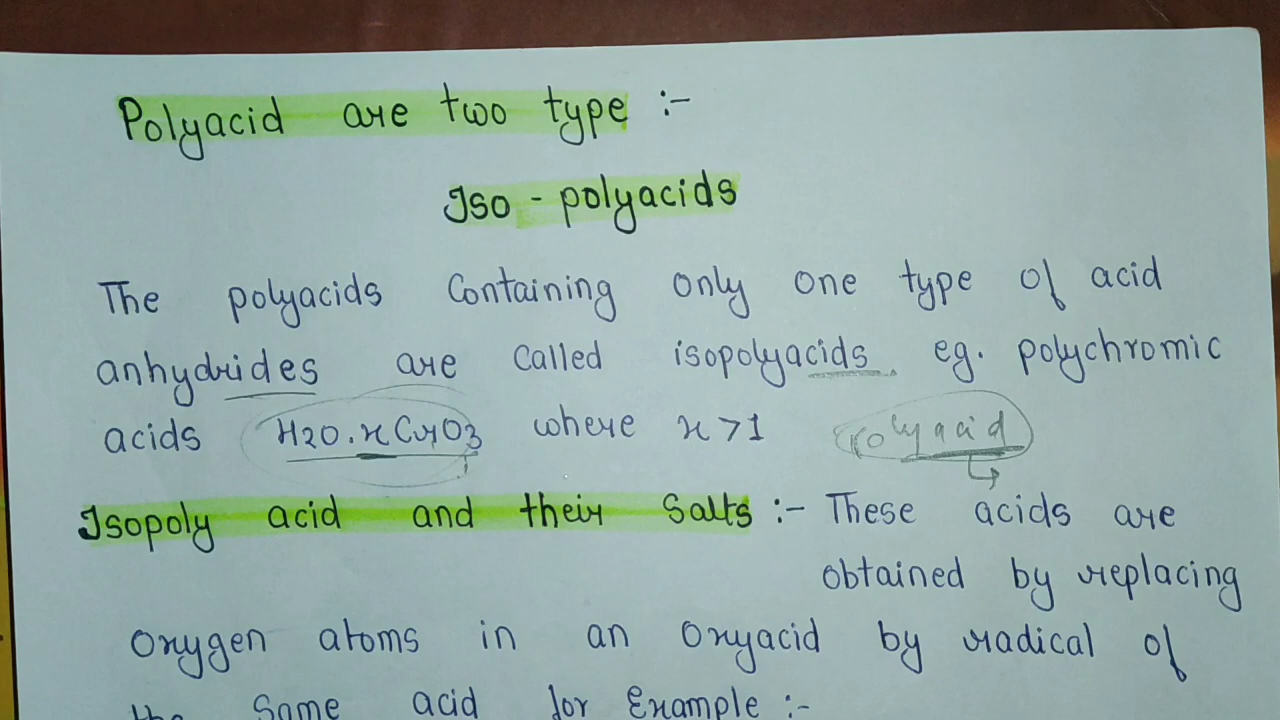 Polyacid are two type :-
Iso - polyacids
The polyacids Containing only one type of acid
anhydrides are Called isopolyacids eg. polychromic
acids H2O.xCrO3 where x>1 Polyacid
Isopoly acid and their Salts :- These acids are
obtained by replacing
Oxygen atoms in an Oxyacid by radical of
the Same acid for Example :-